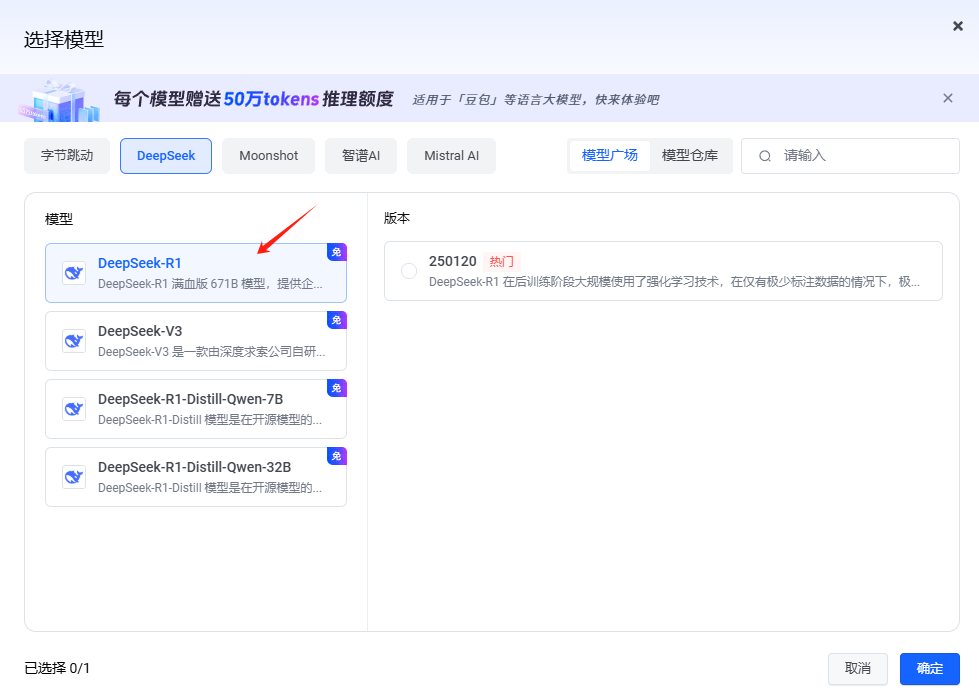 选择模型
每个模型赠送50万tokens推理额度 适用于「豆包」等语言大模型，快来体验吧
字节跳动 DeepSeek Moonshot 智谱AI Mistral AI 模型广场 模型仓库 请输入
模型
免
DeepSeek-R1
DeepSeek-R1 满血版 671B 模型，提供企...
免
DeepSeek-V3
DeepSeek-V3 是一款由深度求索公司自研...
免
DeepSeek-R1-Distill-Qwen-7B
DeepSeek-R1-Distill 模型是在开源模型的...
免
DeepSeek-R1-Distill-Qwen-32B
DeepSeek-R1-Distill 模型是在开源模型的...
版本
250120 热门
DeepSeek-R1 在后训练阶段大规模使用了强化学习技术，在仅有极少标注数据的情况下，极...
已选择 0/1
取消 确定